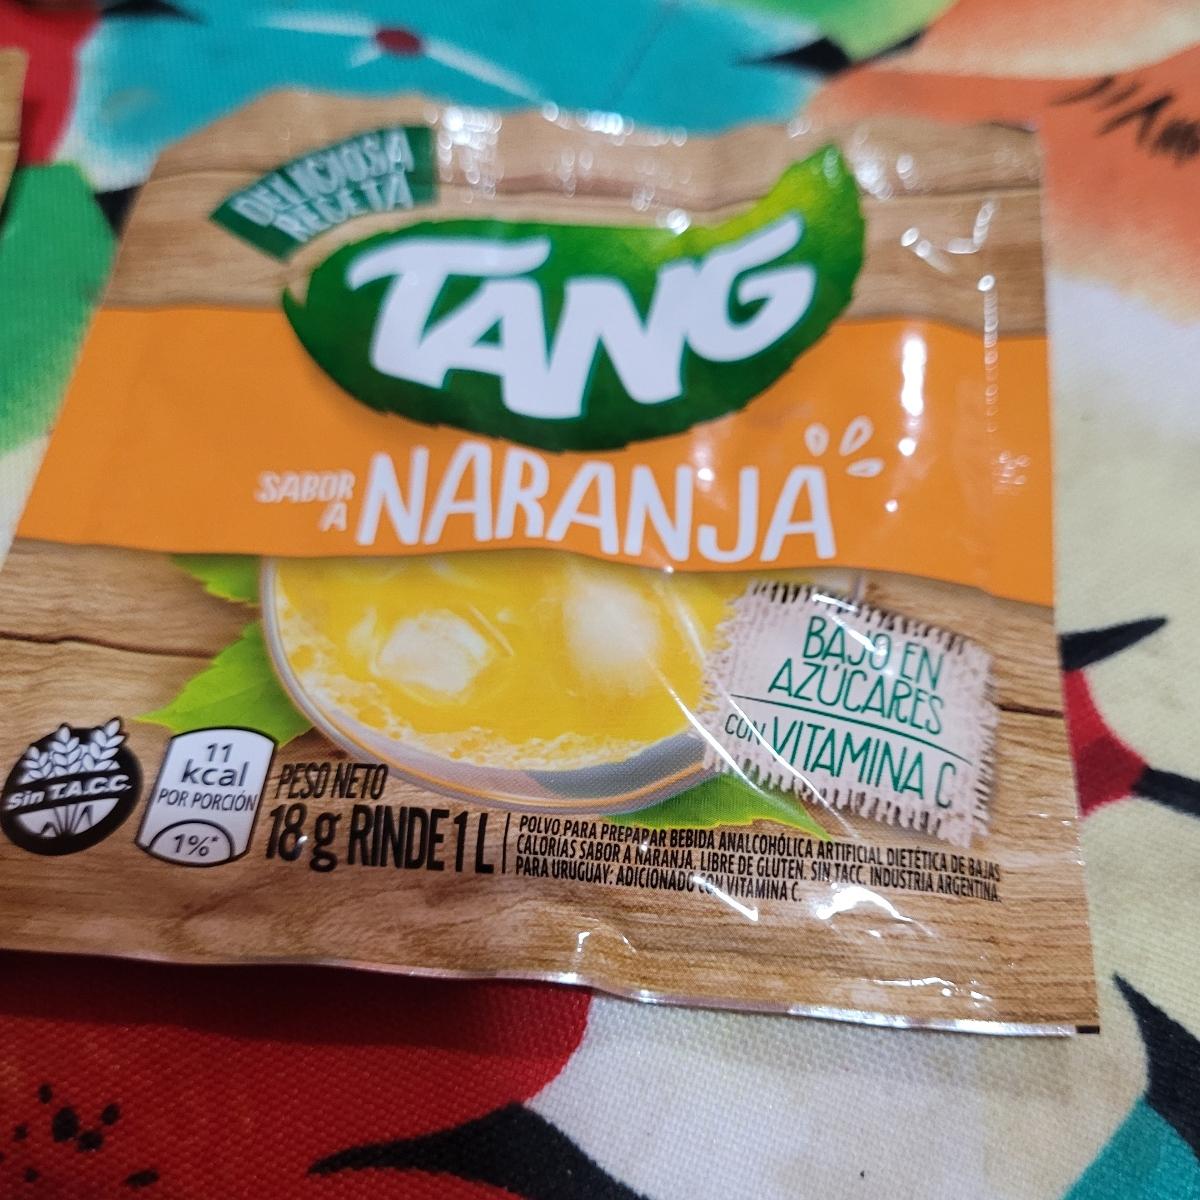 DELICIOSA
RECETA
TANG
SABOR
A
NARANJA
BAJO EN
AZÚCARES
CON VITAMINA C
Sin T.A.C.C.
11
kcal
POR PORCIÓN
1%*
PESO NETO
18 g RINDE 1 L
POLVO PARA PREPARAR BEBIDA ANALCOHÓLICA ARTIFICIAL DIETÉTICA DE BAJAS
CALORÍAS SABOR A NARANJA. LIBRE DE GLUTEN. SIN TACC. INDUSTRIA ARGENTINA.
PARA URUGUAY: ADICIONADO CON VITAMINA C.